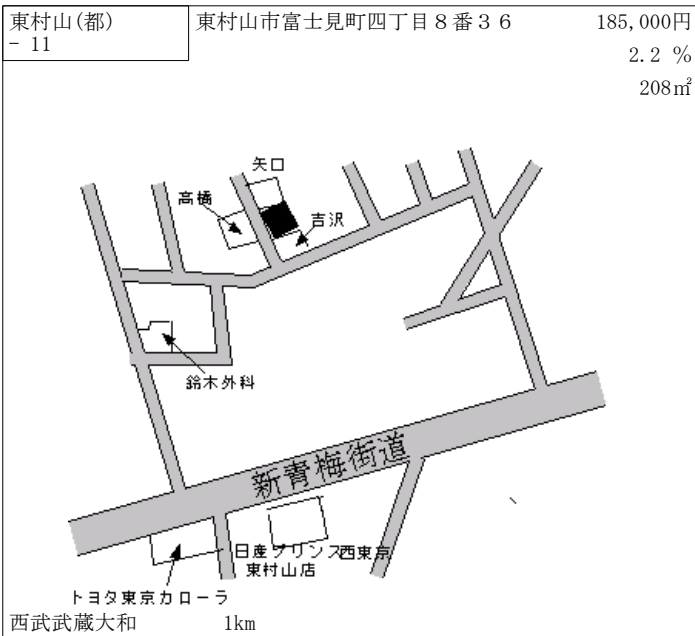 東村山(都)
- 11
東村山市富士見町四丁目８番３６
185,000円
2.2 %
208㎡
矢口
高橋
吉沢
鈴木外科
新青梅街道
日産プリンス西東京
東村山店
トヨタ東京カローラ
西武武蔵大和 1km